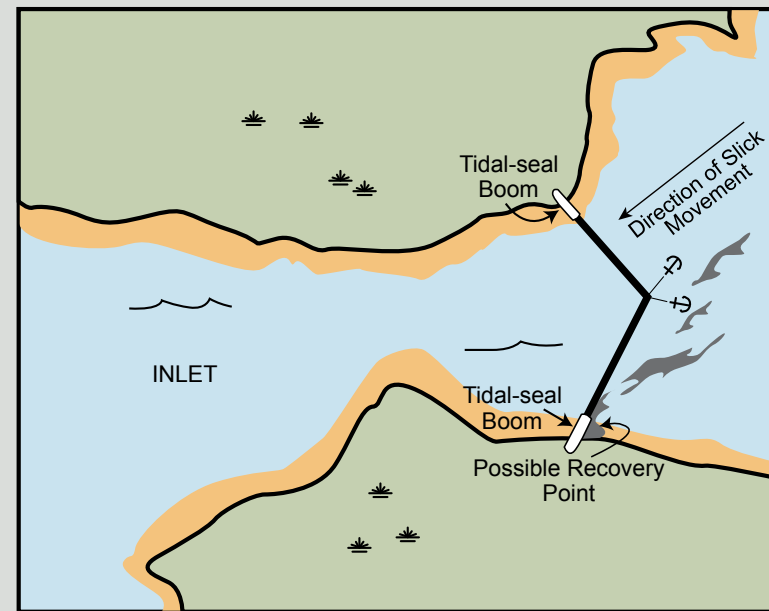 Tidal-seal
Boom
Direction of Slick
Movement
INLET
Tidal-seal
Boom
Possible Recovery
Point